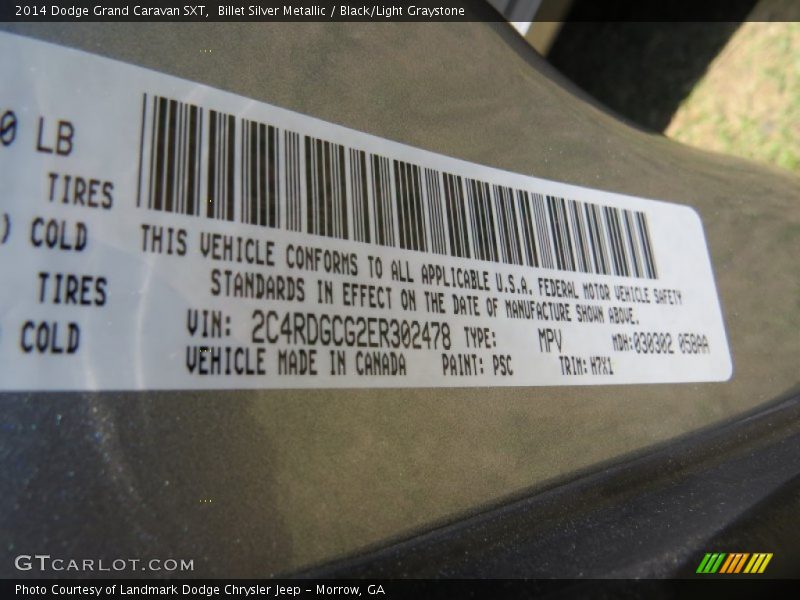 2014 Dodge Grand Caravan SXT,  Billet Silver Metallic / Black/Light Graystone
0 LB
TIRES
) COLD
TIRES
COLD
THIS VEHICLE CONFORMS TO ALL APPLICABLE U.S.A. FEDERAL MOTOR VEHICLE SAFETY
STANDARDS IN EFFECT ON THE DATE OF MANUFACTURE SHOWN ABOVE.
VIN: 2C4RDGCG2ER302478 TYPE: MPV MDH:030302 058AA
VEHICLE MADE IN CANADA PAINT: PSC TRIM: H7X1
GTCARLOT.COM
Photo Courtesy of Landmark Dodge Chrysler Jeep - Morrow, GA